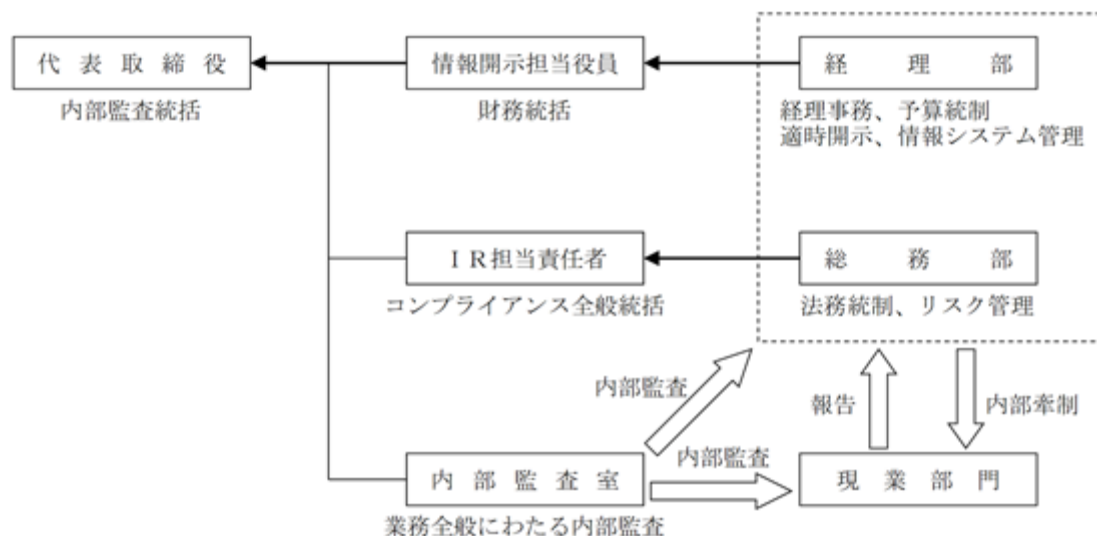 代表取締役
内部監査統括
情報開示担当役員
財務統括
経理部
経理事務、予算統制
適時開示、情報システム管理
ＩＲ担当責任者
コンプライアンス全般統括
総務部
法務統制、リスク管理
内部監査
報告
内部牽制
内部監査
内部監査室
業務全般にわたる内部監査
現業部門